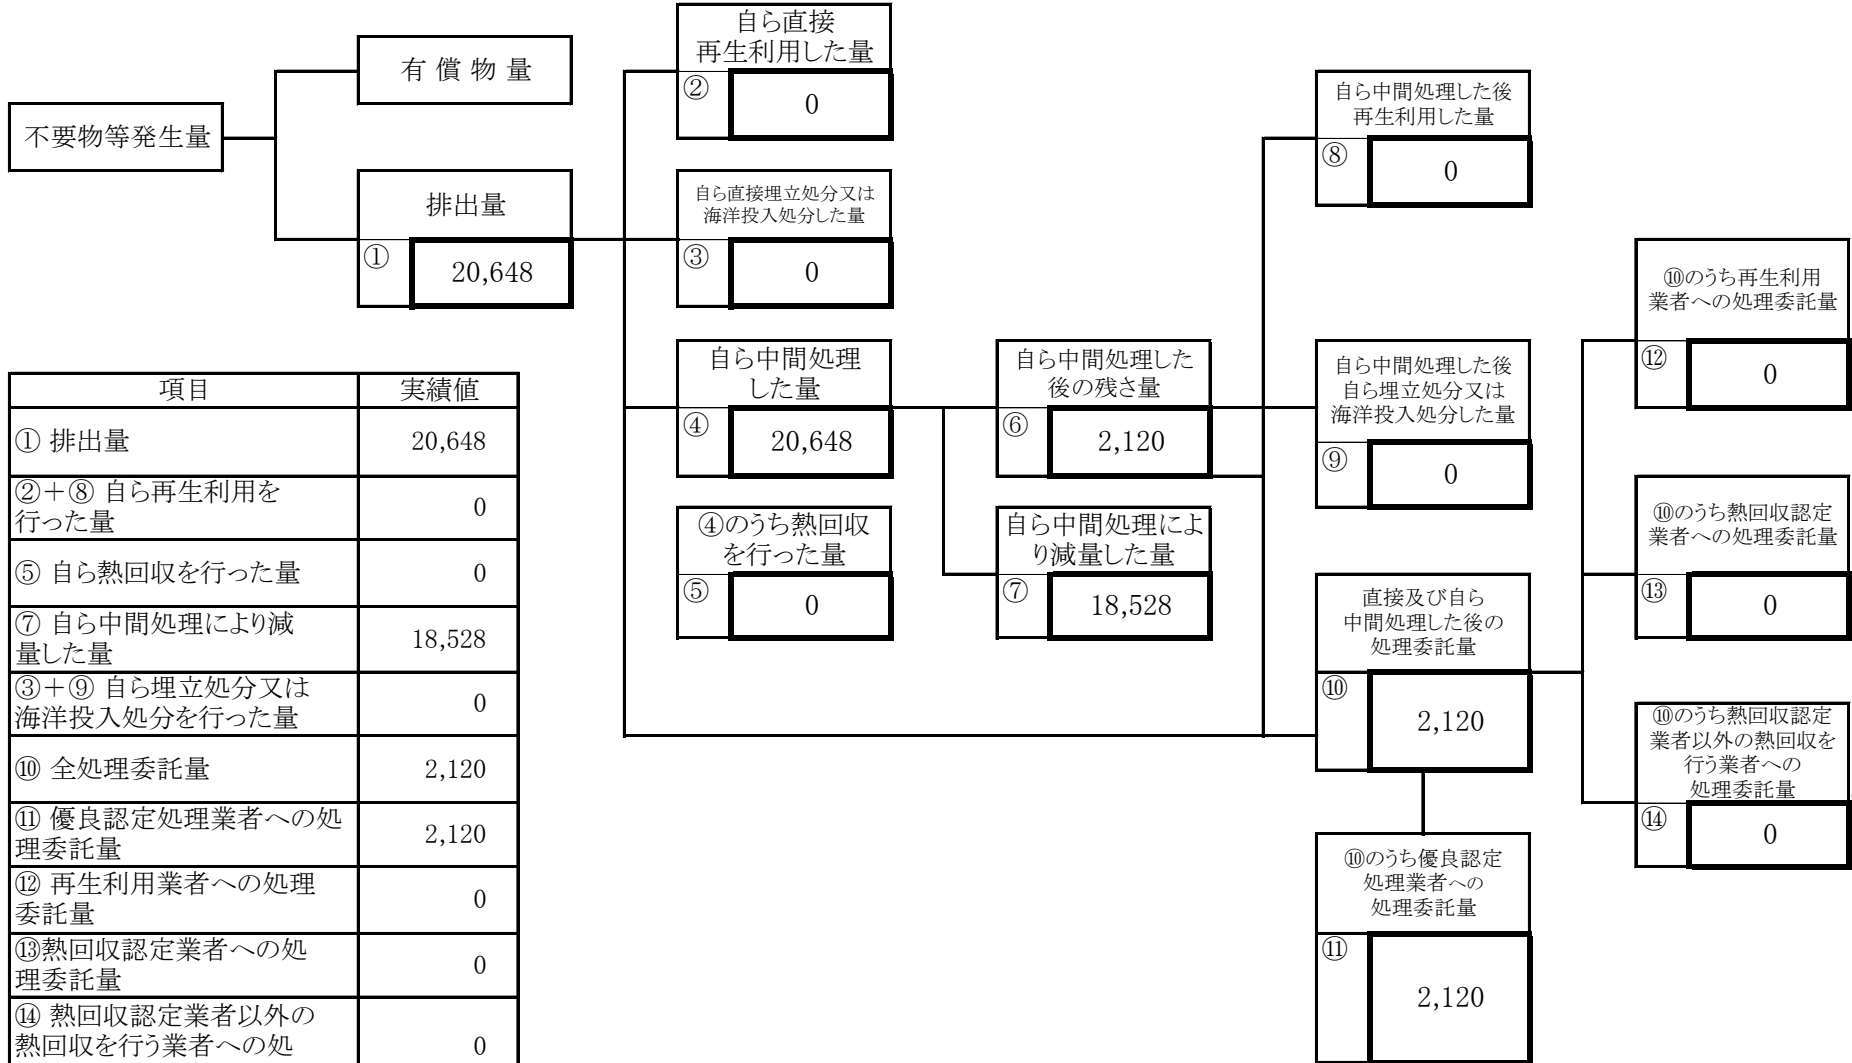 不要物等発生量
有 償 物 量
排出量
①
20,648
自ら直接
再生利用した量
②
0
自ら直接埋立処分又は
海洋投入処分した量
③
0
自ら中間処理
した量
④
20,648
④のうち熱回収
を行った量
⑤
0
自ら中間処理した
後の残さ量
⑥
2,120
自ら中間処理によ
り減量した量
⑦
18,528
自ら中間処理した後
再生利用した量
⑧
0
自ら中間処理した後
自ら埋立処分又は
海洋投入処分した量
⑨
0
直接及び自ら
中間処理した後の
処理委託量
⑩
2,120
⑩のうち優良認定
処理業者への
処理委託量
⑪
2,120
⑩のうち再生利用
業者への処理委託量
⑫
0
⑩のうち熱回収認定
業者への処理委託量
⑬
0
⑩のうち熱回収認定
業者以外の熱回収を
行う業者への
処理委託量
⑭
0
項目 実績値
① 排出量 20,648
②＋⑧ 自ら再生利用を
行った量 0
⑤ 自ら熱回収を行った量 0
⑦ 自ら中間処理により減
量した量 18,528
③＋⑨ 自ら埋立処分又は
海洋投入処分を行った量 0
⑩ 全処理委託量 2,120
⑪ 優良認定処理業者への処
理委託量 2,120
⑫ 再生利用業者への処理
委託量 0
⑬熱回収認定業者への処
理委託量 0
⑭ 熱回収認定業者以外の
熱回収を行う業者への処 0